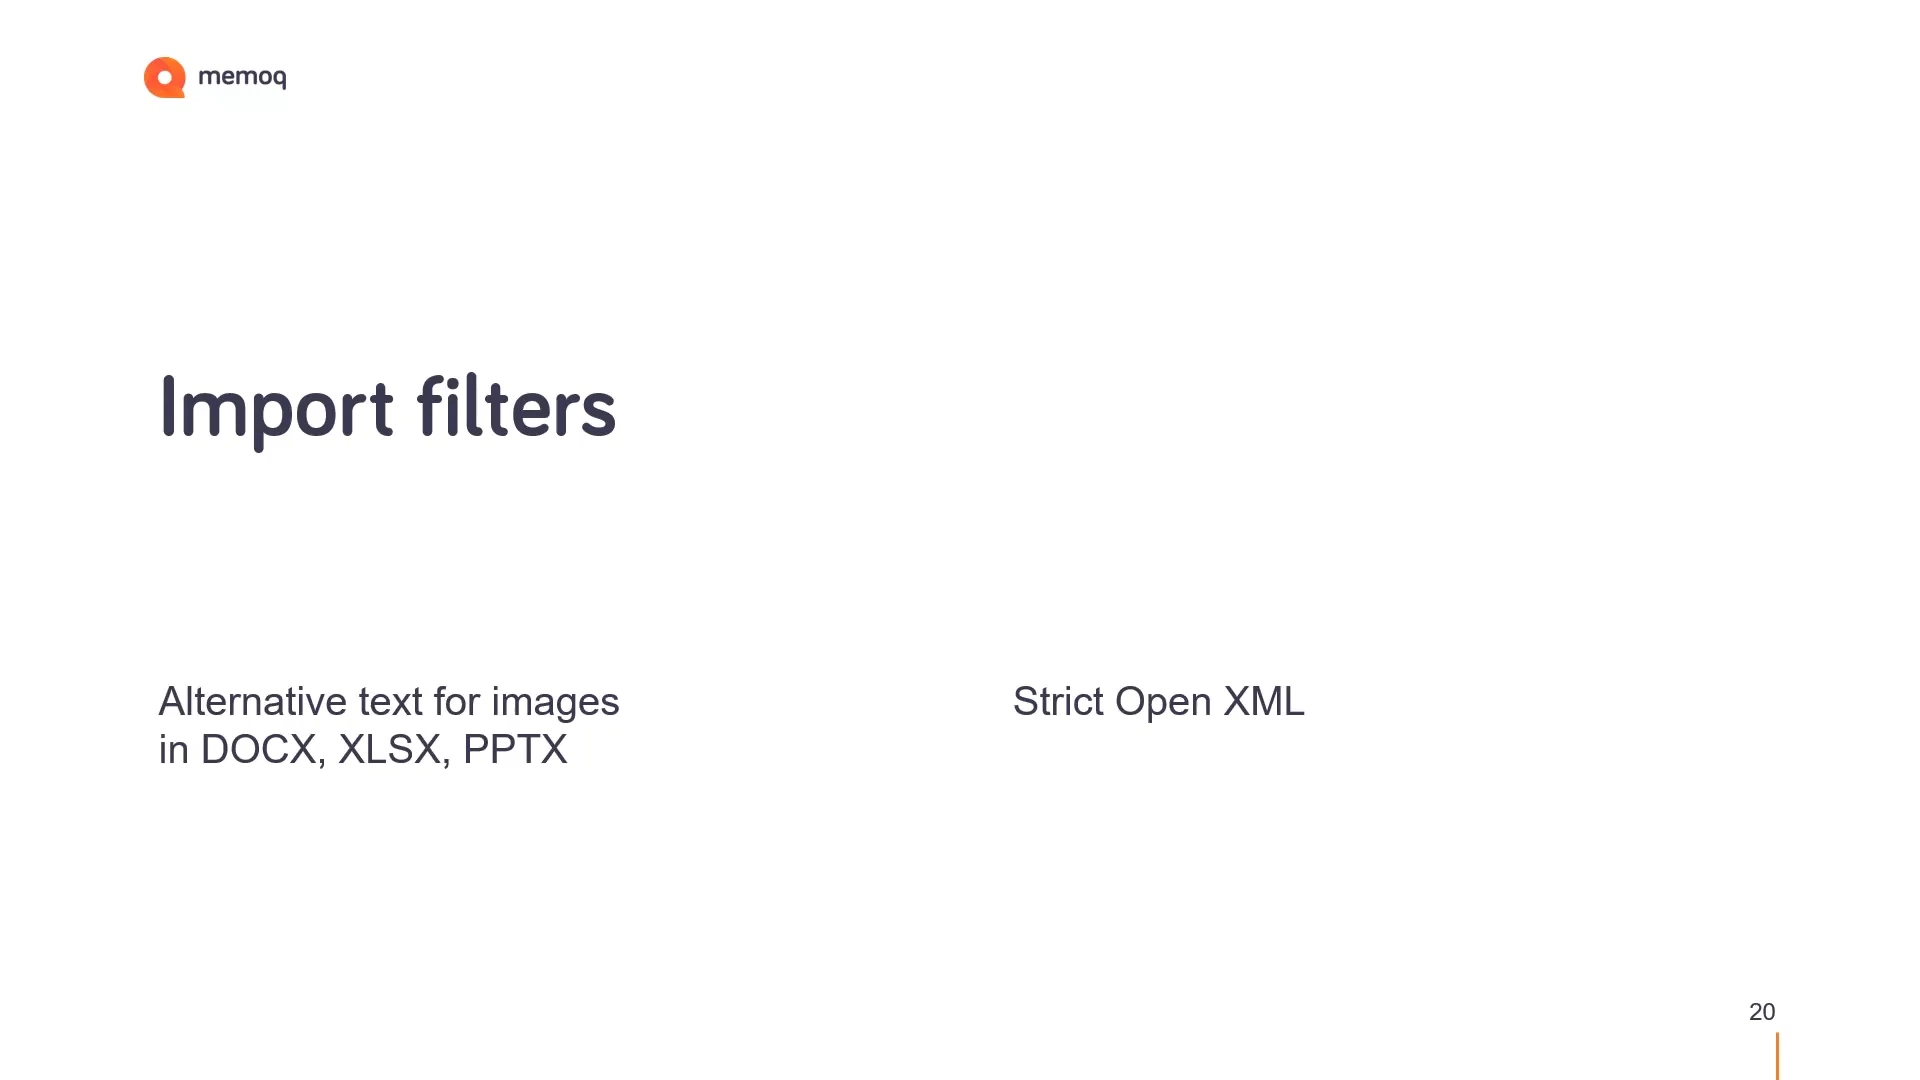 memoq
Import filters
Alternative text for images
in DOCX, XLSX, PPTX
Strict Open XML
20